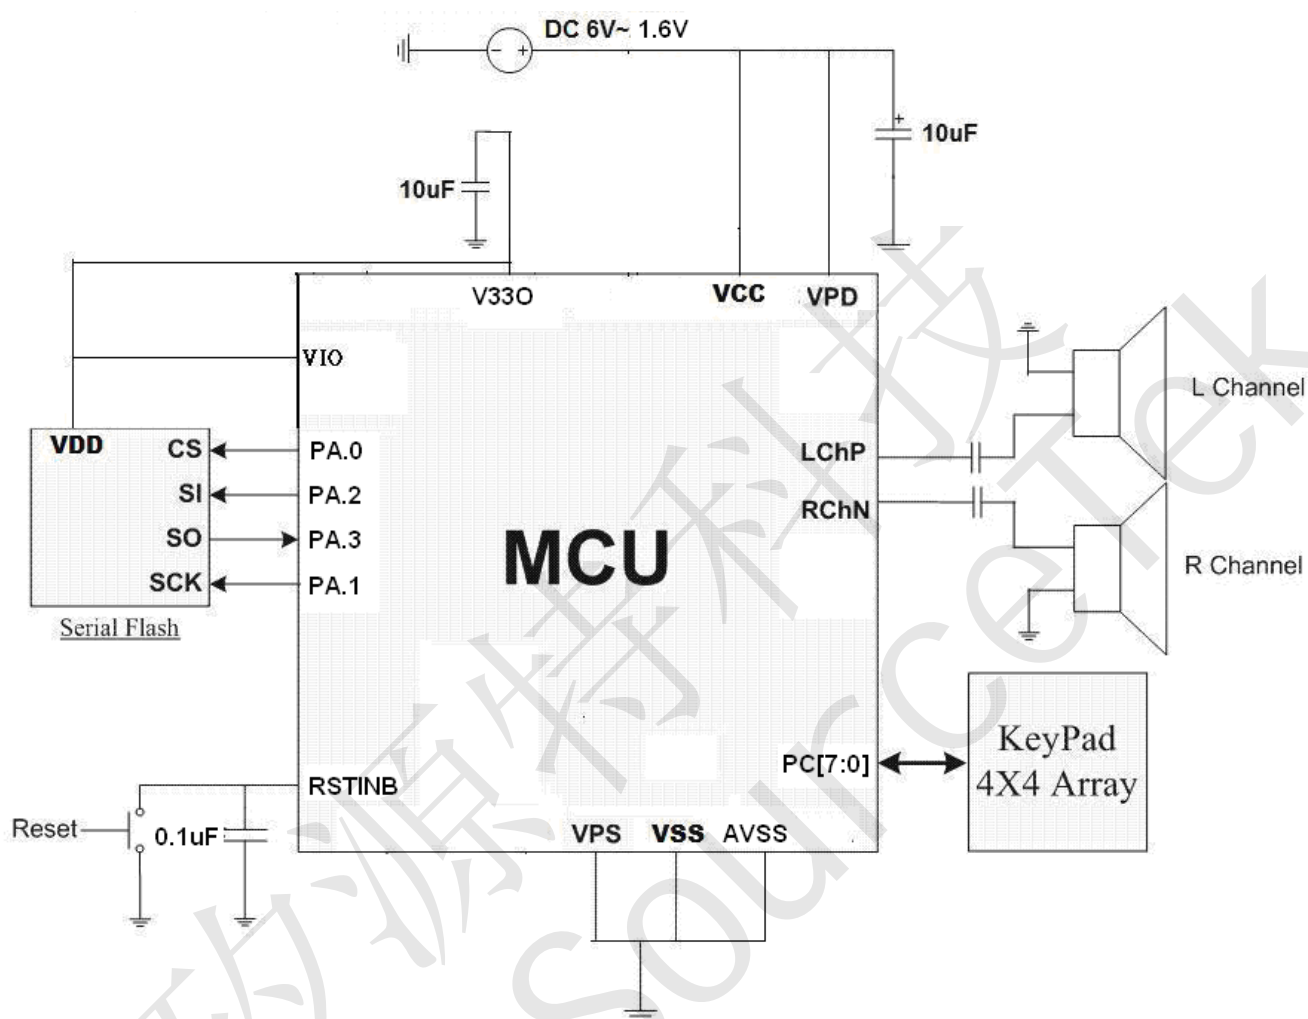 DC 6V~ 1.6V
- +
+
10uF
10uF
V33O
VCC
VPD
VIO
L Channel
VDD
CS
PA.0
LChP
SI
PA.2
RChN
SO
PA.3
MCU
R Channel
SCK
PA.1
Serial Flash
KeyPad
4X4 Array
PC[7:0]
RSTINB
Reset
0.1uF
VPS
VSS
AVSS
矽源特科技
SourceTek